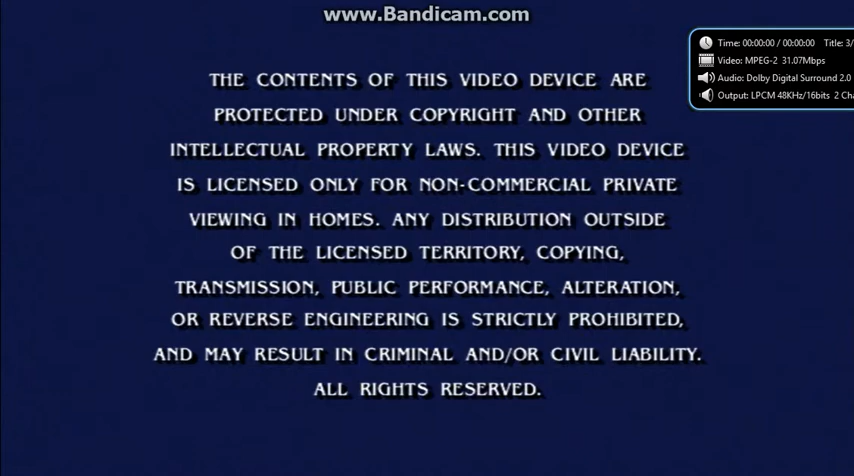 www.Bandicam.com
Time: 00:00:00 / 00:00:00 Title: 3/
Video: MPEG-2 31.07Mbps
Audio: Dolby Digital Surround 2.0
Output: LPCM 48KHz/16bits 2 Cha
THE CONTENTS OF THIS VIDEO DEVICE ARE
PROTECTED UNDER COPYRIGHT AND OTHER
INTELLECTUAL PROPERTY LAWS. THIS VIDEO DEVICE
IS LICENSED ONLY FOR NON-COMMERCIAL PRIVATE
VIEWING IN HOMES. ANY DISTRIBUTION OUTSIDE
OF THE LICENSED TERRITORY, COPYING,
TRANSMISSION, PUBLIC PERFORMANCE, ALTERATION,
OR REVERSE ENGINEERING IS STRICTLY PROHIBITED,
AND MAY RESULT IN CRIMINAL AND/OR CIVIL LIABILITY.
ALL RIGHTS RESERVED.